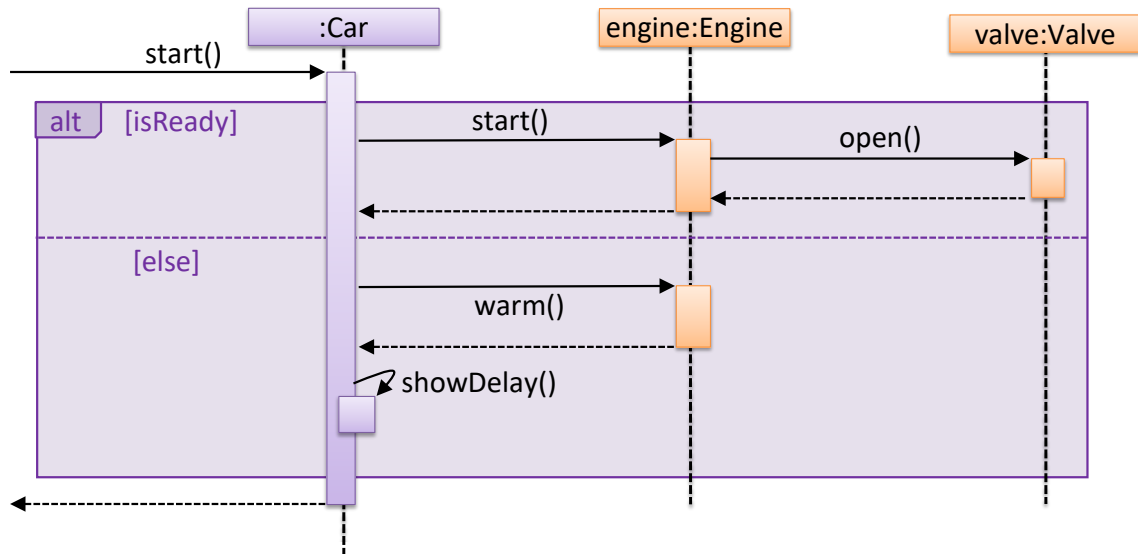 :Car
engine:Engine
valve:Valve
start()
alt [isReady]
start()
open()
[else]
warm()
showDelay()